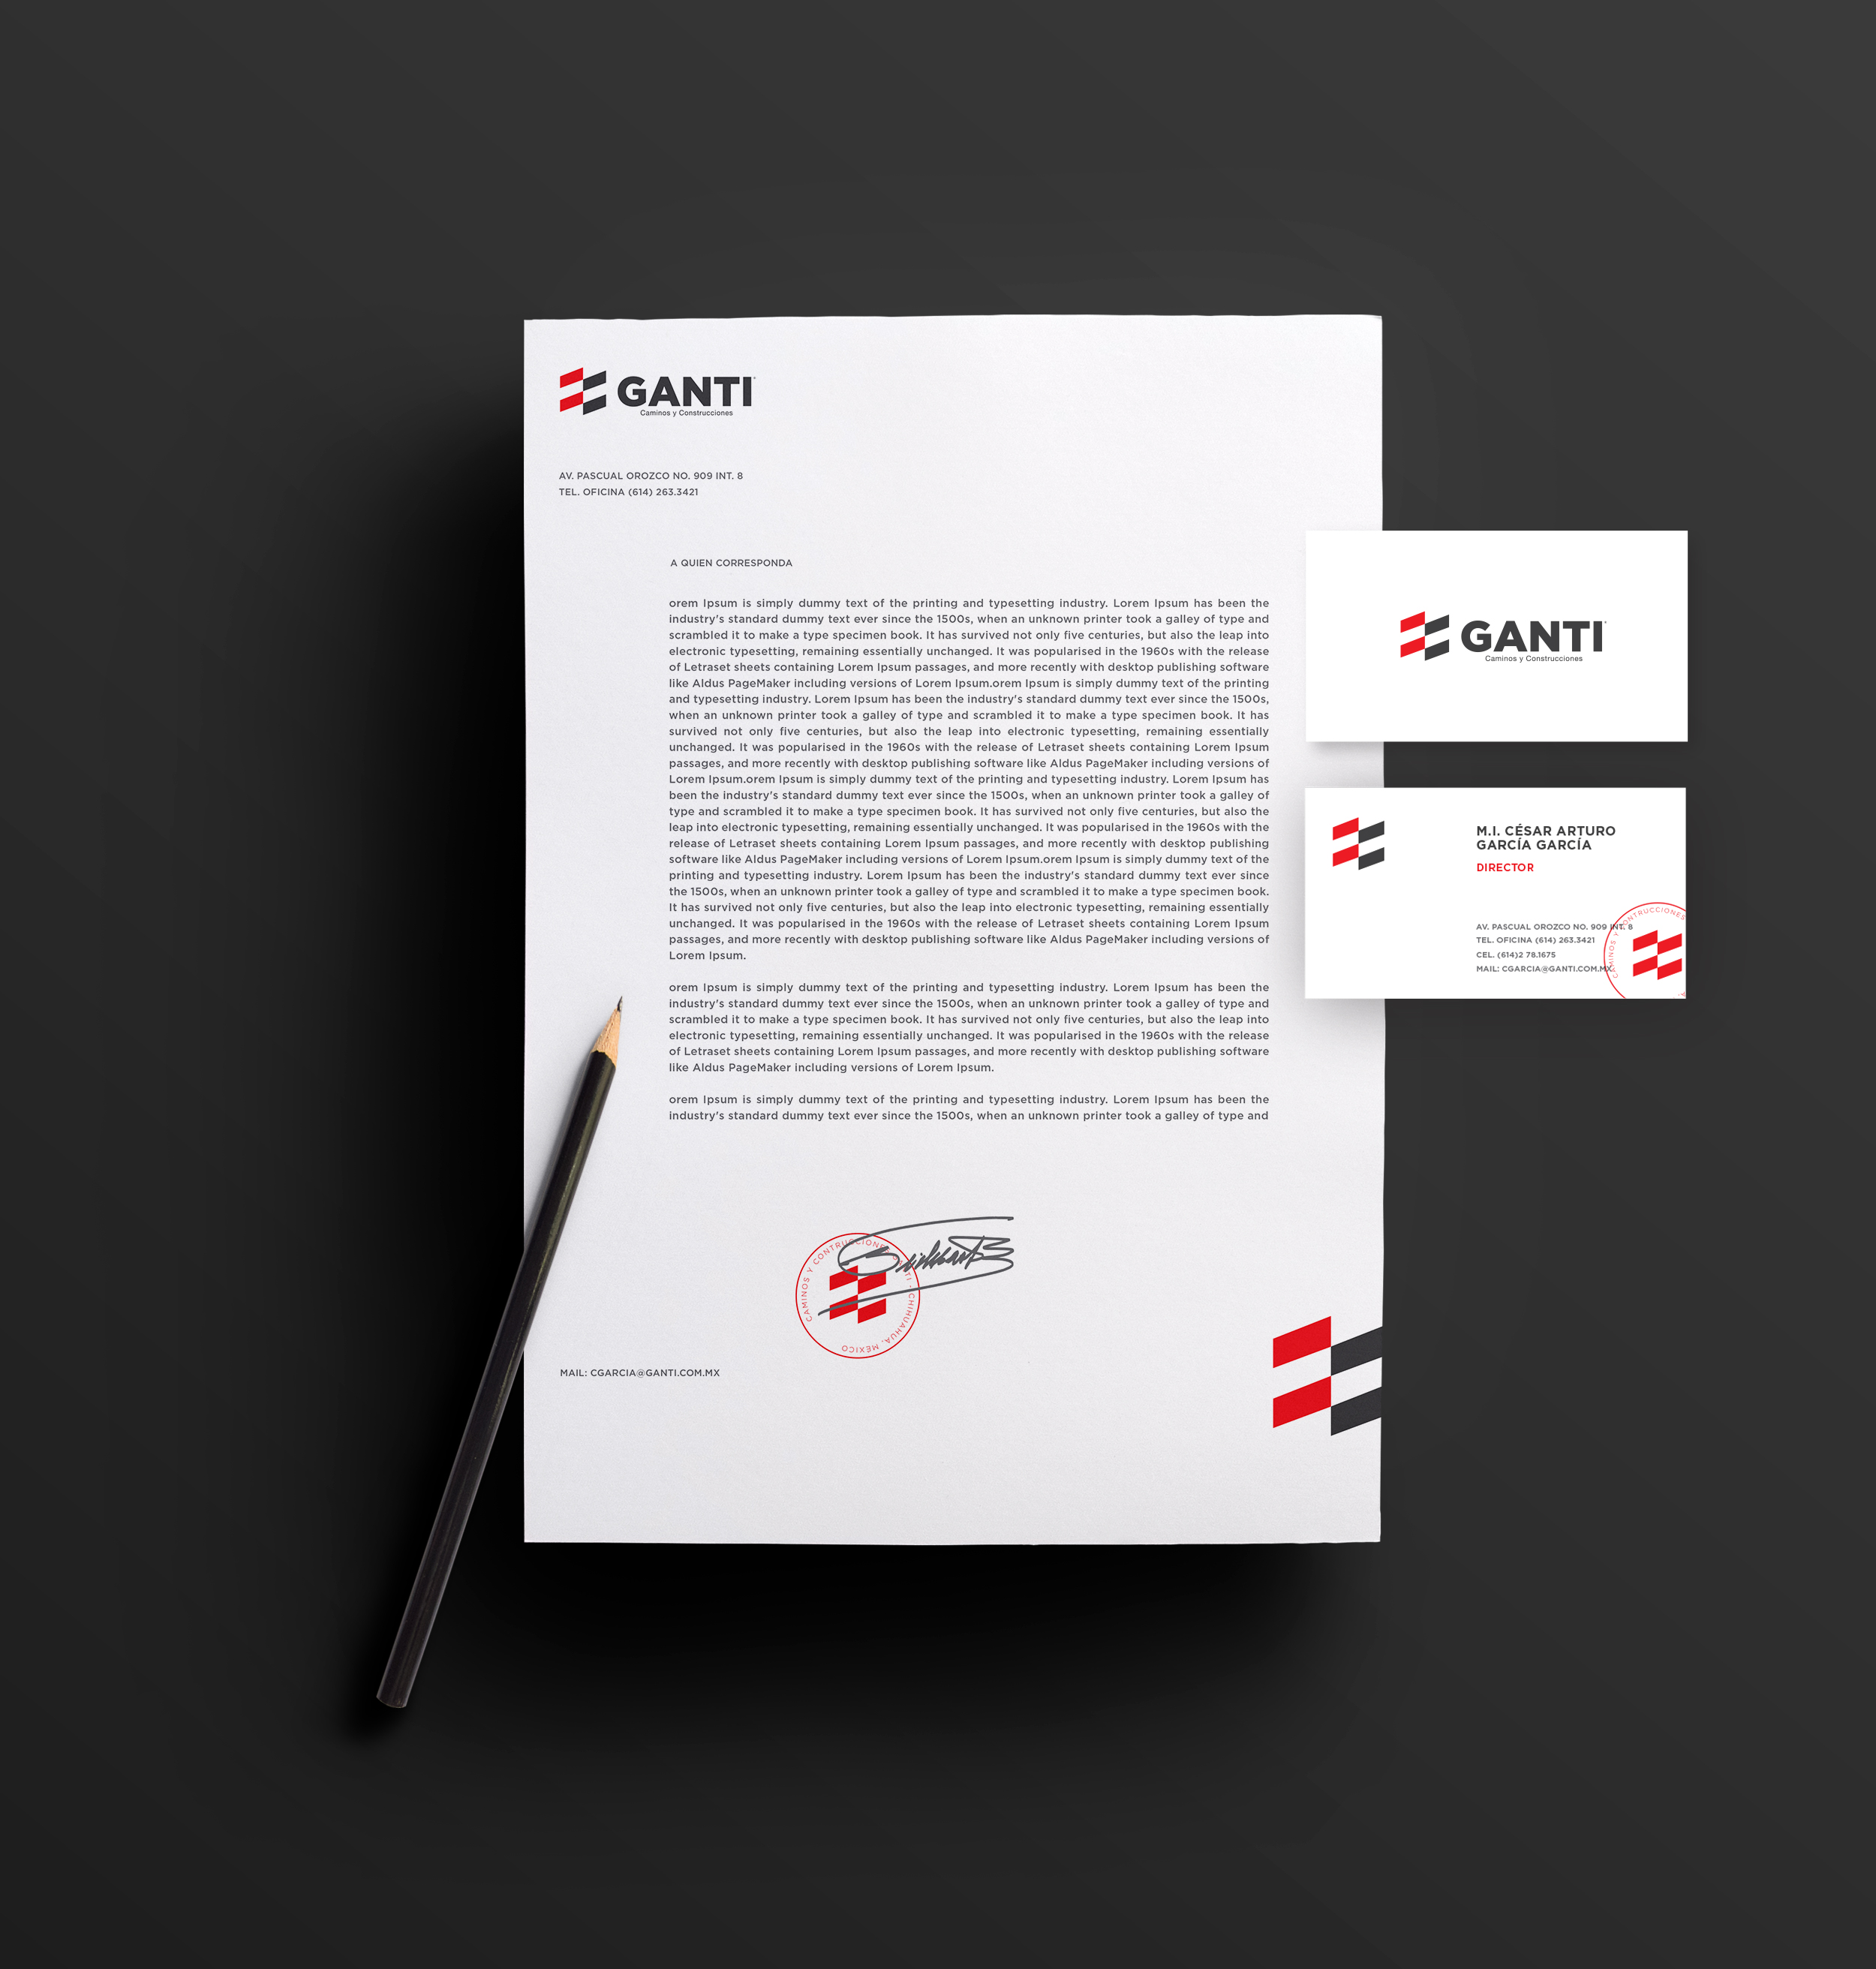 GANTI
Caminos y Construcciones
AV. PASCUAL OROZCO NO. 909 INT. 8
TEL. OFICINA (614) 263.3421
A QUIEN CORRESPONDA
orem Ipsum is simply dummy text of the printing and typesetting industry. Lorem Ipsum has been the
industry's standard dummy text ever since the 1500s, when an unknown printer took a galley of type and
scrambled it to make a type specimen book. It has survived not only five centuries, but also the leap into
electronic typesetting, remaining essentially unchanged. It was popularised in the 1960s with the release
of Letraset sheets containing Lorem Ipsum passages, and more recently with desktop publishing software
like Aldus PageMaker including versions of Lorem Ipsum.orem Ipsum is simply dummy text of the printing
and typesetting industry. Lorem Ipsum has been the industry's standard dummy text ever since the 1500s,
when an unknown printer took a galley of type and scrambled it to make a type specimen book. It has
survived not only five centuries, but also the leap into electronic typesetting, remaining essentially
unchanged. It was popularised in the 1960s with the release of Letraset sheets containing Lorem Ipsum
passages, and more recently with desktop publishing software like Aldus PageMaker including versions of
Lorem Ipsum.orem Ipsum is simply dummy text of the printing and typesetting industry. Lorem Ipsum has
been the industry's standard dummy text ever since the 1500s, when an unknown printer took a galley of
type and scrambled it to make a type specimen book. It has survived not only five centuries, but also the
leap into electronic typesetting, remaining essentially unchanged. It was popularised in the 1960s with the
release of Letraset sheets containing Lorem Ipsum passages, and more recently with desktop publishing
software like Aldus PageMaker including versions of Lorem Ipsum.orem Ipsum is simply dummy text of the
printing and typesetting industry. Lorem Ipsum has been the industry's standard dummy text ever since
the 1500s, when an unknown printer took a galley of type and scrambled it to make a type specimen book.
It has survived not only five centuries, but also the leap into electronic typesetting, remaining essentially
unchanged. It was popularised in the 1960s with the release of Letraset sheets containing Lorem Ipsum
passages, and more recently with desktop publishing software like Aldus PageMaker including versions of
Lorem Ipsum.
orem Ipsum is simply dummy text of the printing and typesetting industry. Lorem Ipsum has been the
industry's standard dummy text ever since the 1500s, when an unknown printer took a galley of type and
scrambled it to make a type specimen book. It has survived not only five centuries, but also the leap into
electronic typesetting, remaining essentially unchanged. It was popularised in the 1960s with the release
of Letraset sheets containing Lorem Ipsum passages, and more recently with desktop publishing software
like Aldus PageMaker including versions of Lorem Ipsum.
orem Ipsum is simply dummy text of the printing and typesetting industry. Lorem Ipsum has been the
industry's standard dummy text ever since the 1500s, when an unknown printer took a galley of type and
CAMINOS Y CONTRUCCIONES CHIHUAHUA, MÉXICO
MAIL: CGARCIA@GANTI.COM.MX
GANTI
Caminos y Construcciones
M.I. CÉSAR ARTURO
GARCÍA GARCÍA
DIRECTOR
AV. PASCUAL OROZCO NO. 909 INT. 8
TEL. OFICINA (614) 263.3421
CEL. (614)2 78.1675
MAIL: CGARCIA@GANTI.COM.MX
CAMINOS Y CONTRUCCIONES